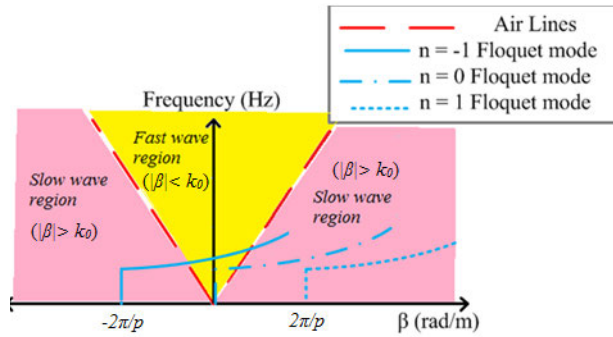 Air Lines
n = -1 Floquet mode
n = 0 Floquet mode
n = 1 Floquet mode
Frequency (Hz)
Fast wave
region
(|β|< k₀)
Slow wave
region
(|β|> k₀)
(|β|> k₀)
Slow wave
region
-2π/p
2π/p
β (rad/m)